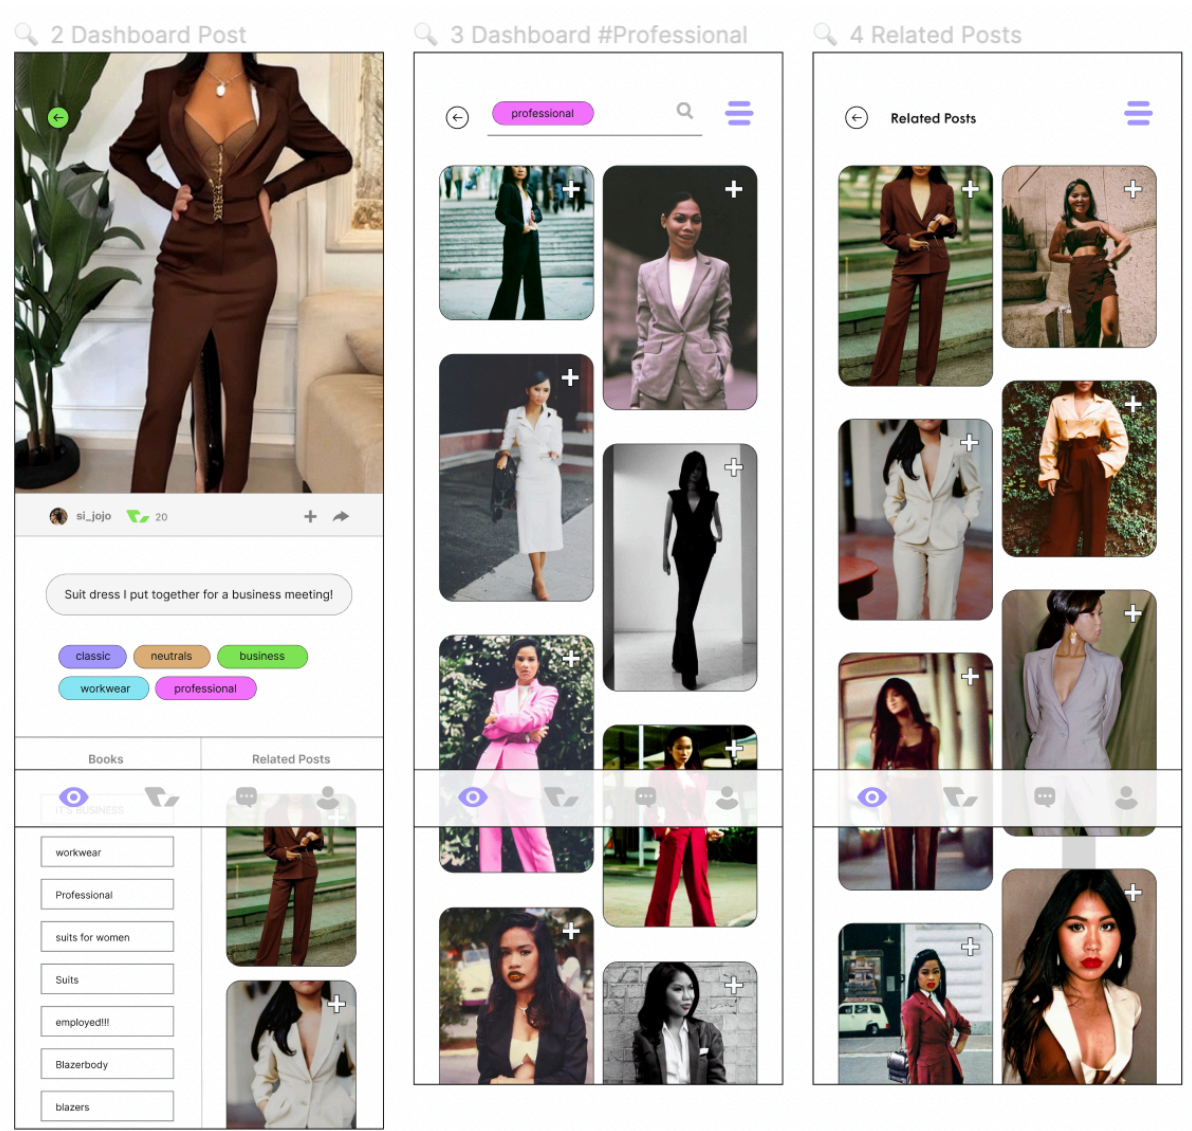 2 Dashboard Post
si_jojo
20
Suit dress I put together for a business meeting!
classic
neutrals
business
workwear
professional
Books
Related Posts
IT'S BUSINESS
workwear
Professional
suits for women
Suits
employed!!!
Blazerbody
blazers
3 Dashboard #Professional
professional
4 Related Posts
Related Posts